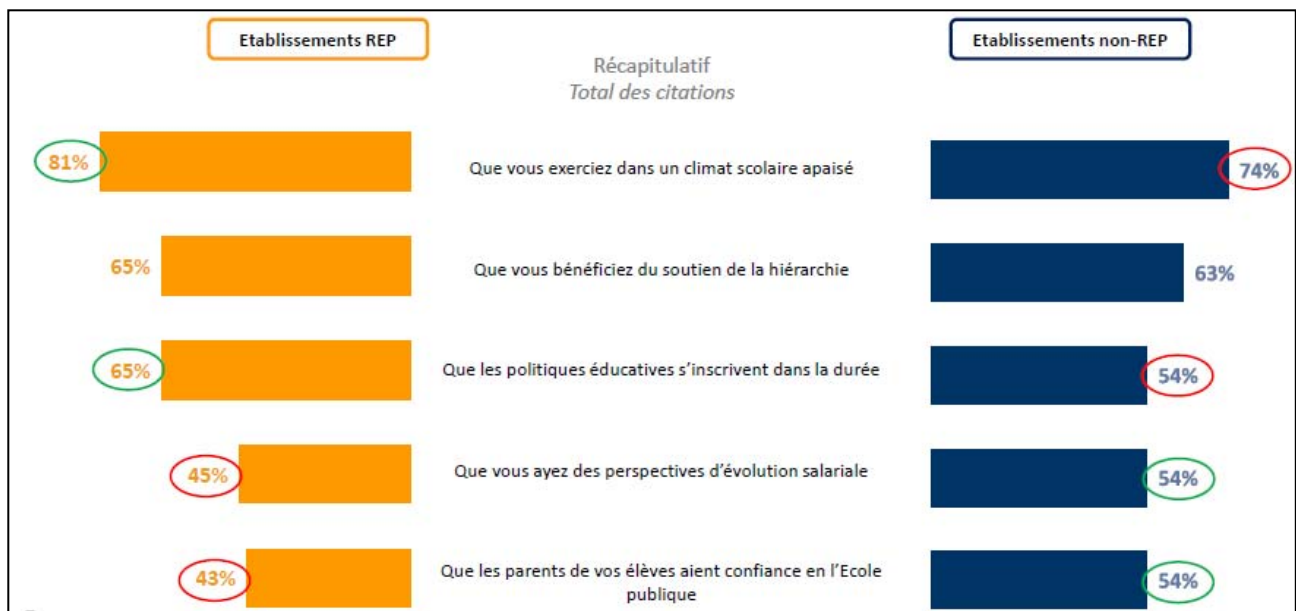 Etablissements REP
Etablissements non-REP
Récapitulatif
Total des citations
81%
Que vous exerciez dans un climat scolaire apaisé
74%
65%
Que vous bénéficiez du soutien de la hiérarchie
63%
65%
Que les politiques éducatives s’inscrivent dans la durée
54%
45%
Que vous ayez des perspectives d’évolution salariale
54%
43%
Que les parents de vos élèves aient confiance en l’Ecole
publique
54%